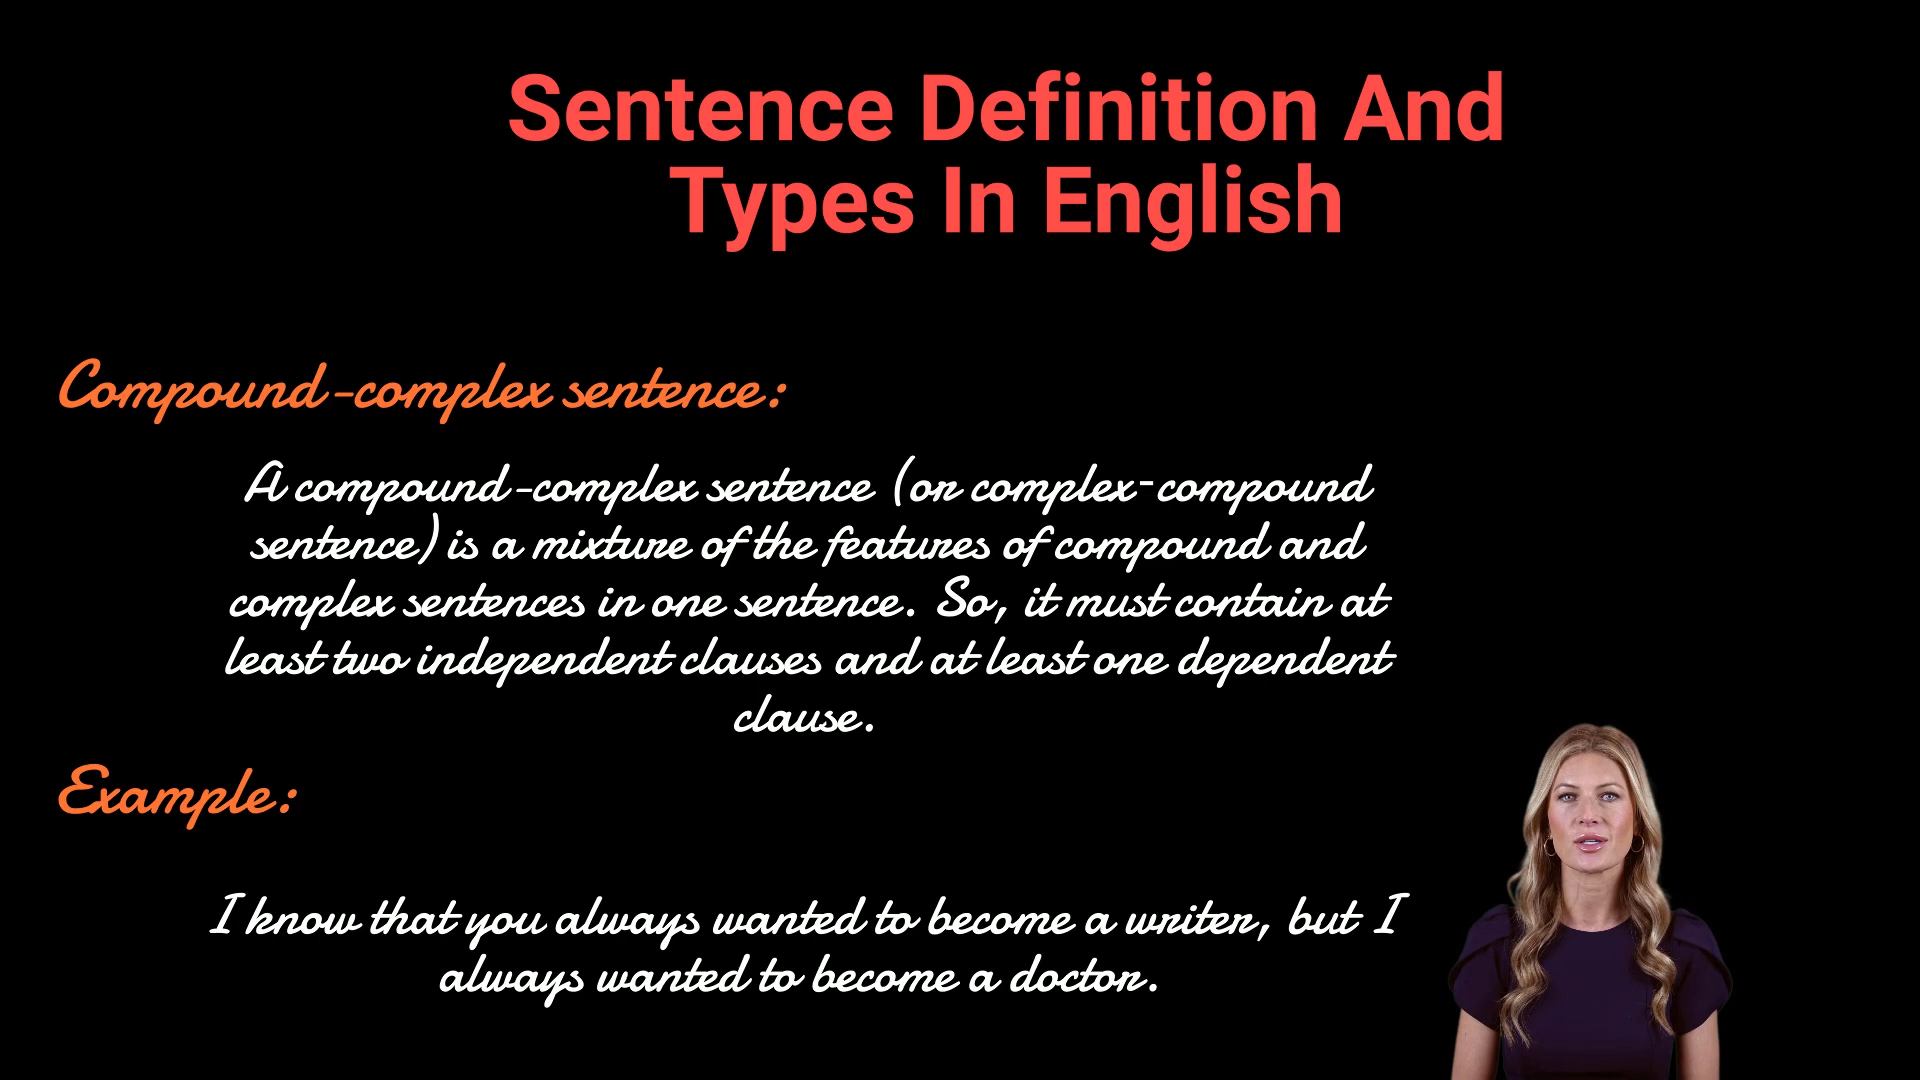 Sentence Definition And
Types In English
Compound-complex sentence:
A compound-complex sentence (or complex-compound
sentence) is a mixture of the features of compound and
complex sentences in one sentence. So, it must contain at
least two independent clauses and at least one dependent
clause.
Example:
I know that you always wanted to become a writer, but I
always wanted to become a doctor.